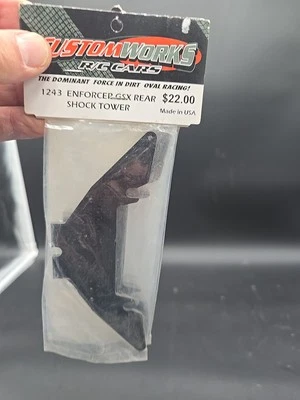 CUSTOMWORKS
R/C CARS
THE DOMINANT FORCE IN DIRT OVAL RACING!
1243 ENFORCER GSX REAR $22.00
SHOCK TOWER Made in USA